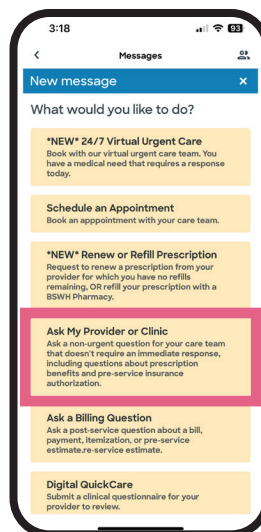 3:18
93
Messages
New message
What would you like to do?
*NEW* 24/7 Virtual Urgent Care
Book with our virtual urgent care team. You
have a medical need that requires a response
today.
Schedule an Appointment
Book an apppointment with your care team.
*NEW* Renew or Refill Prescription
Request to renew a prescription from your
provider for which you have no refills
remaining, OR refill your prescription with a
BSWH Pharmacy.
Ask My Provider or Clinic
Ask a non-urgent question for your care team
that doesn't require an immediate response,
including questions about prescription
benefits and pre-service insurance
authorization.
Ask a Billing Question
Ask a post-service question about a bill,
payment, itemization, or pre-service
estimate.re-service estimate.
Digital QuickCare
Submit a clinical questionnaire for your
provider to review.